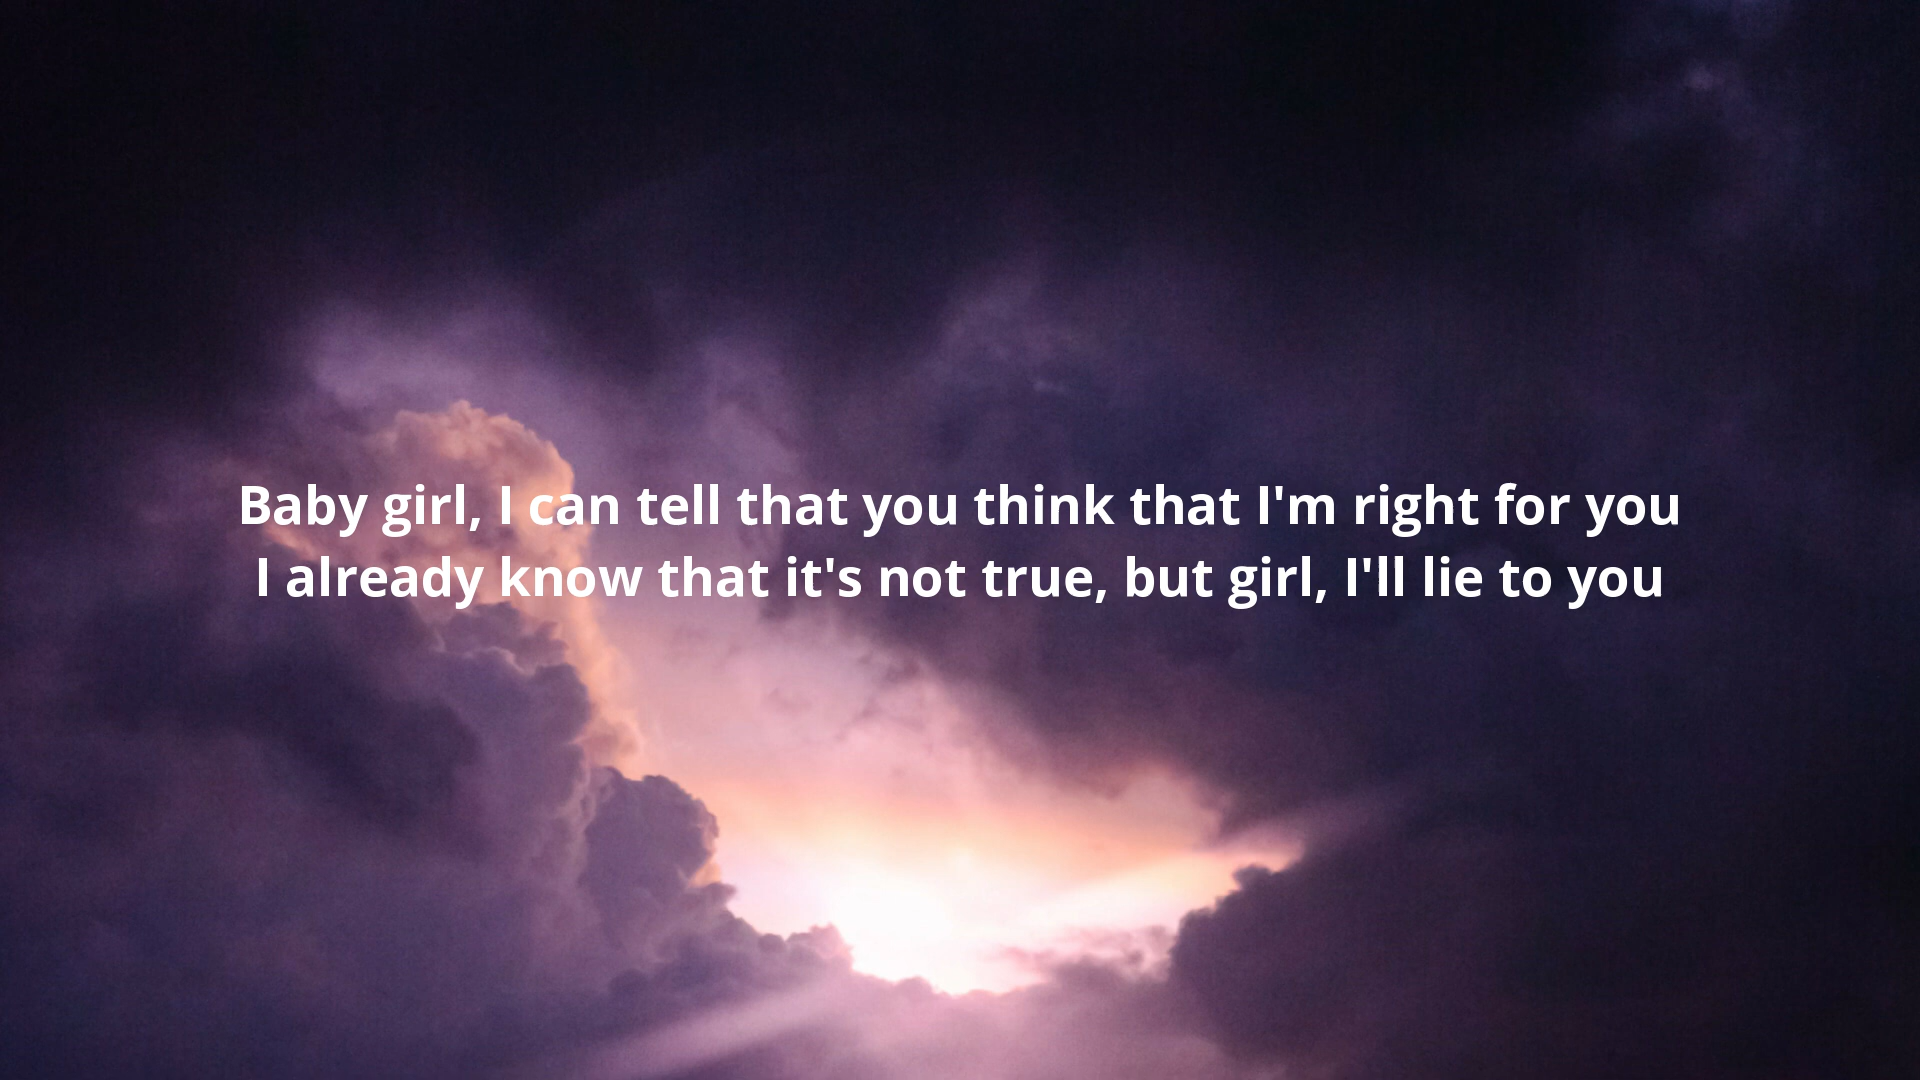 Baby girl, I can tell that you think that I'm right for you
I already know that it's not true, but girl, I'll lie to you